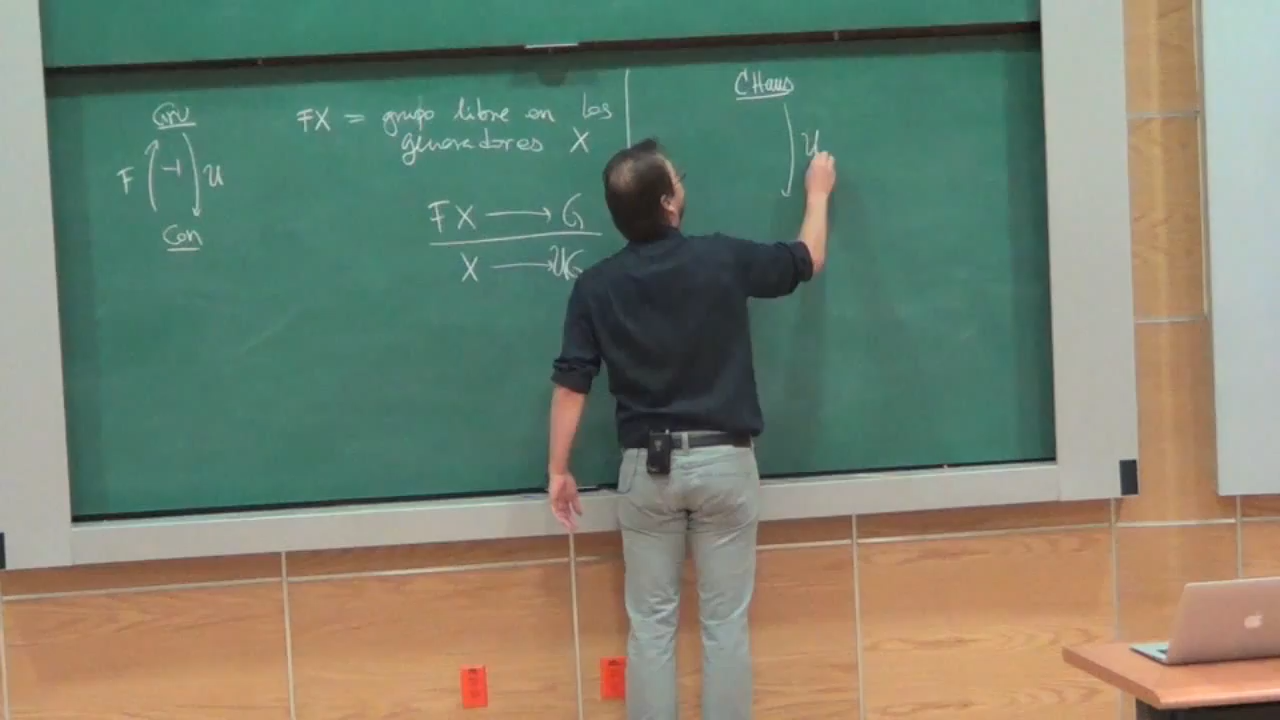 Gru
F ⊣ U
Con
FX = grupo libre en los
generadores X
FX → G
X → UG
CHaus
U